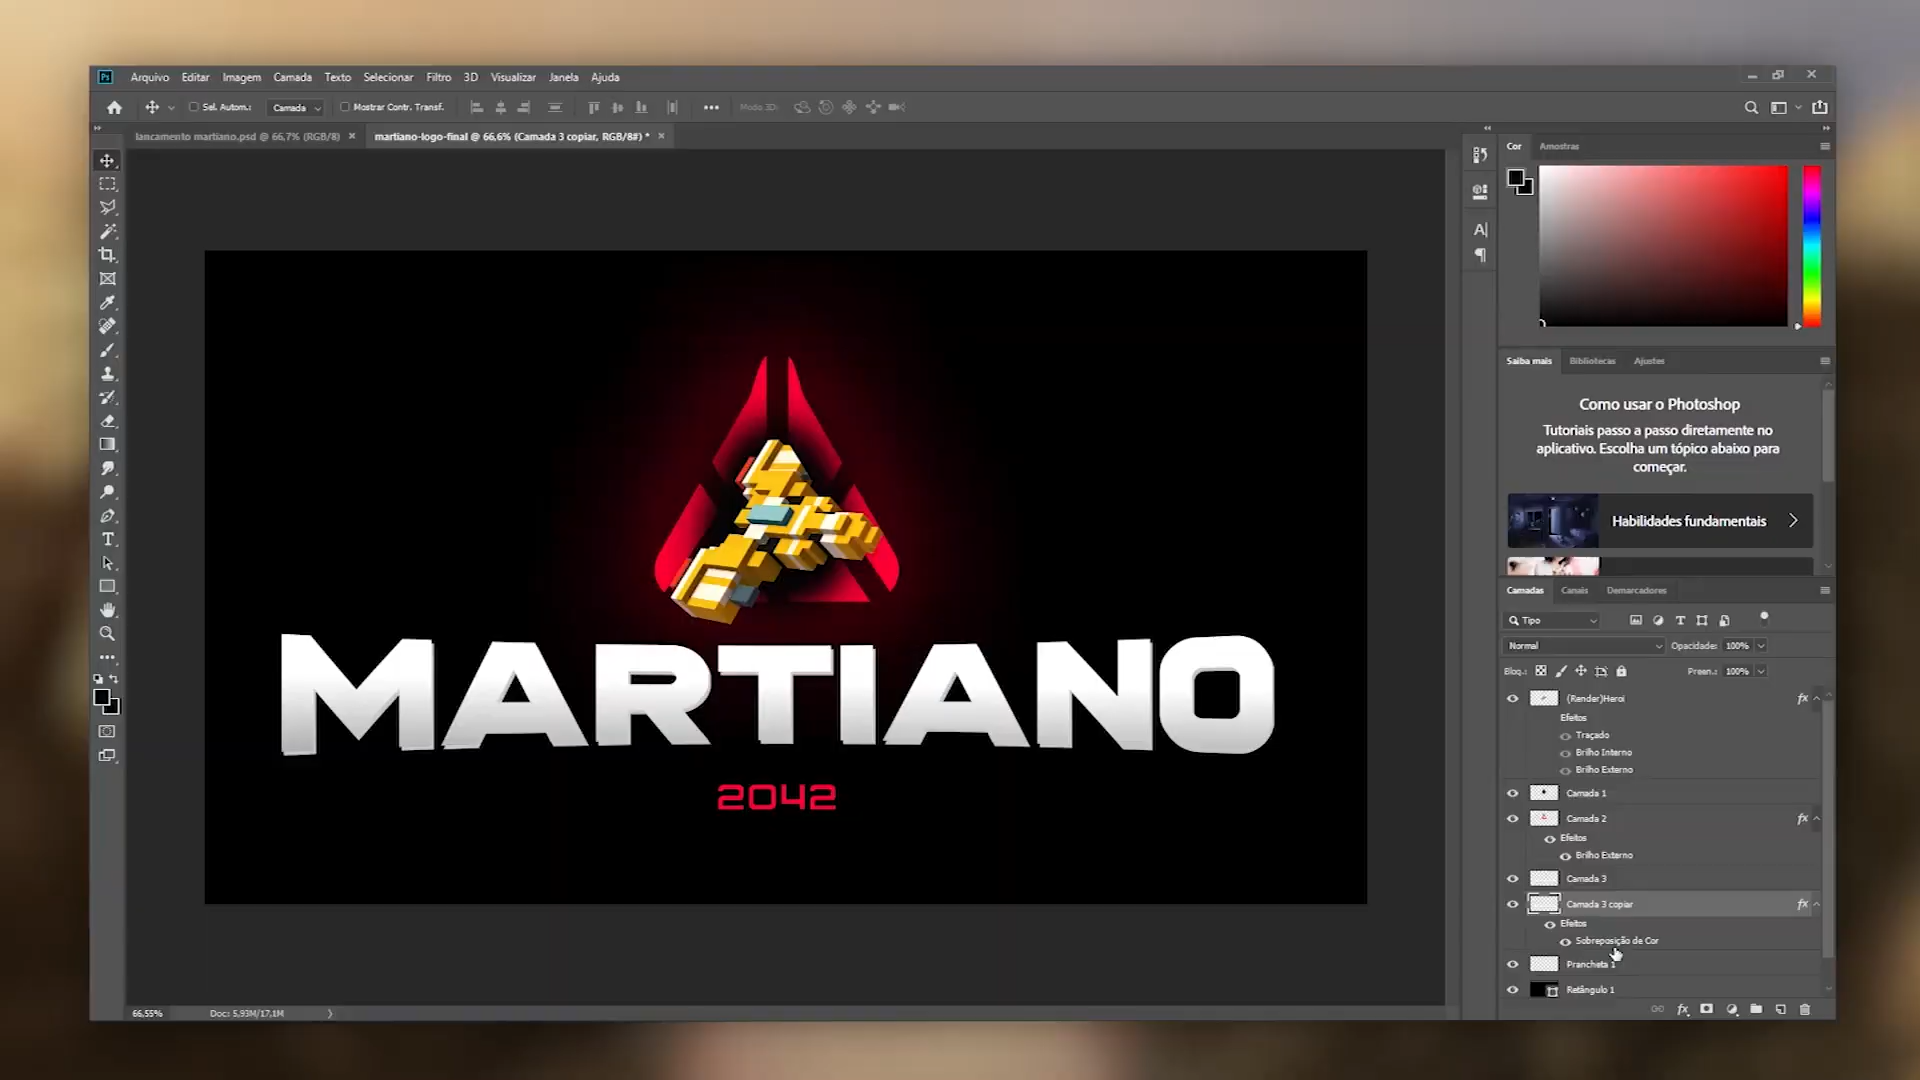 Ps Arquivo Editar Imagem Camada Texto Selecionar Filtro 3D Visualizar Janela Ajuda
Sel. Autom.: Camada Mostrar Contr. Transf. Modo 3D:
lancamento martiano.psd @ 66,7% (RGB/8) × martiano-logo-final @ 66,6% (Camada 3 copiar, RGB/8#) * ×
Cor Amostras
Saiba mais Bibliotecas Ajustes
Como usar o Photoshop
Tutoriais passo a passo diretamente no
aplicativo. Escolha um tópico abaixo para
começar.
Habilidades fundamentais
MARTIANO
2042
Camadas Canais Demarcadores
Tipo
Normal Opacidade: 100%
Bloq.: Preen.: 100%
(Render)Heroi fx
Efeitos
Traçado
Brilho Interno
Brilho Externo
Camada 1
Camada 2 fx
Efeitos
Brilho Externo
Camada 3
Camada 3 copiar fx
Efeitos
Sobreposição de Cor
Prancheta 1
Retângulo 1
66,55% Doc: 5,93M/17,1M